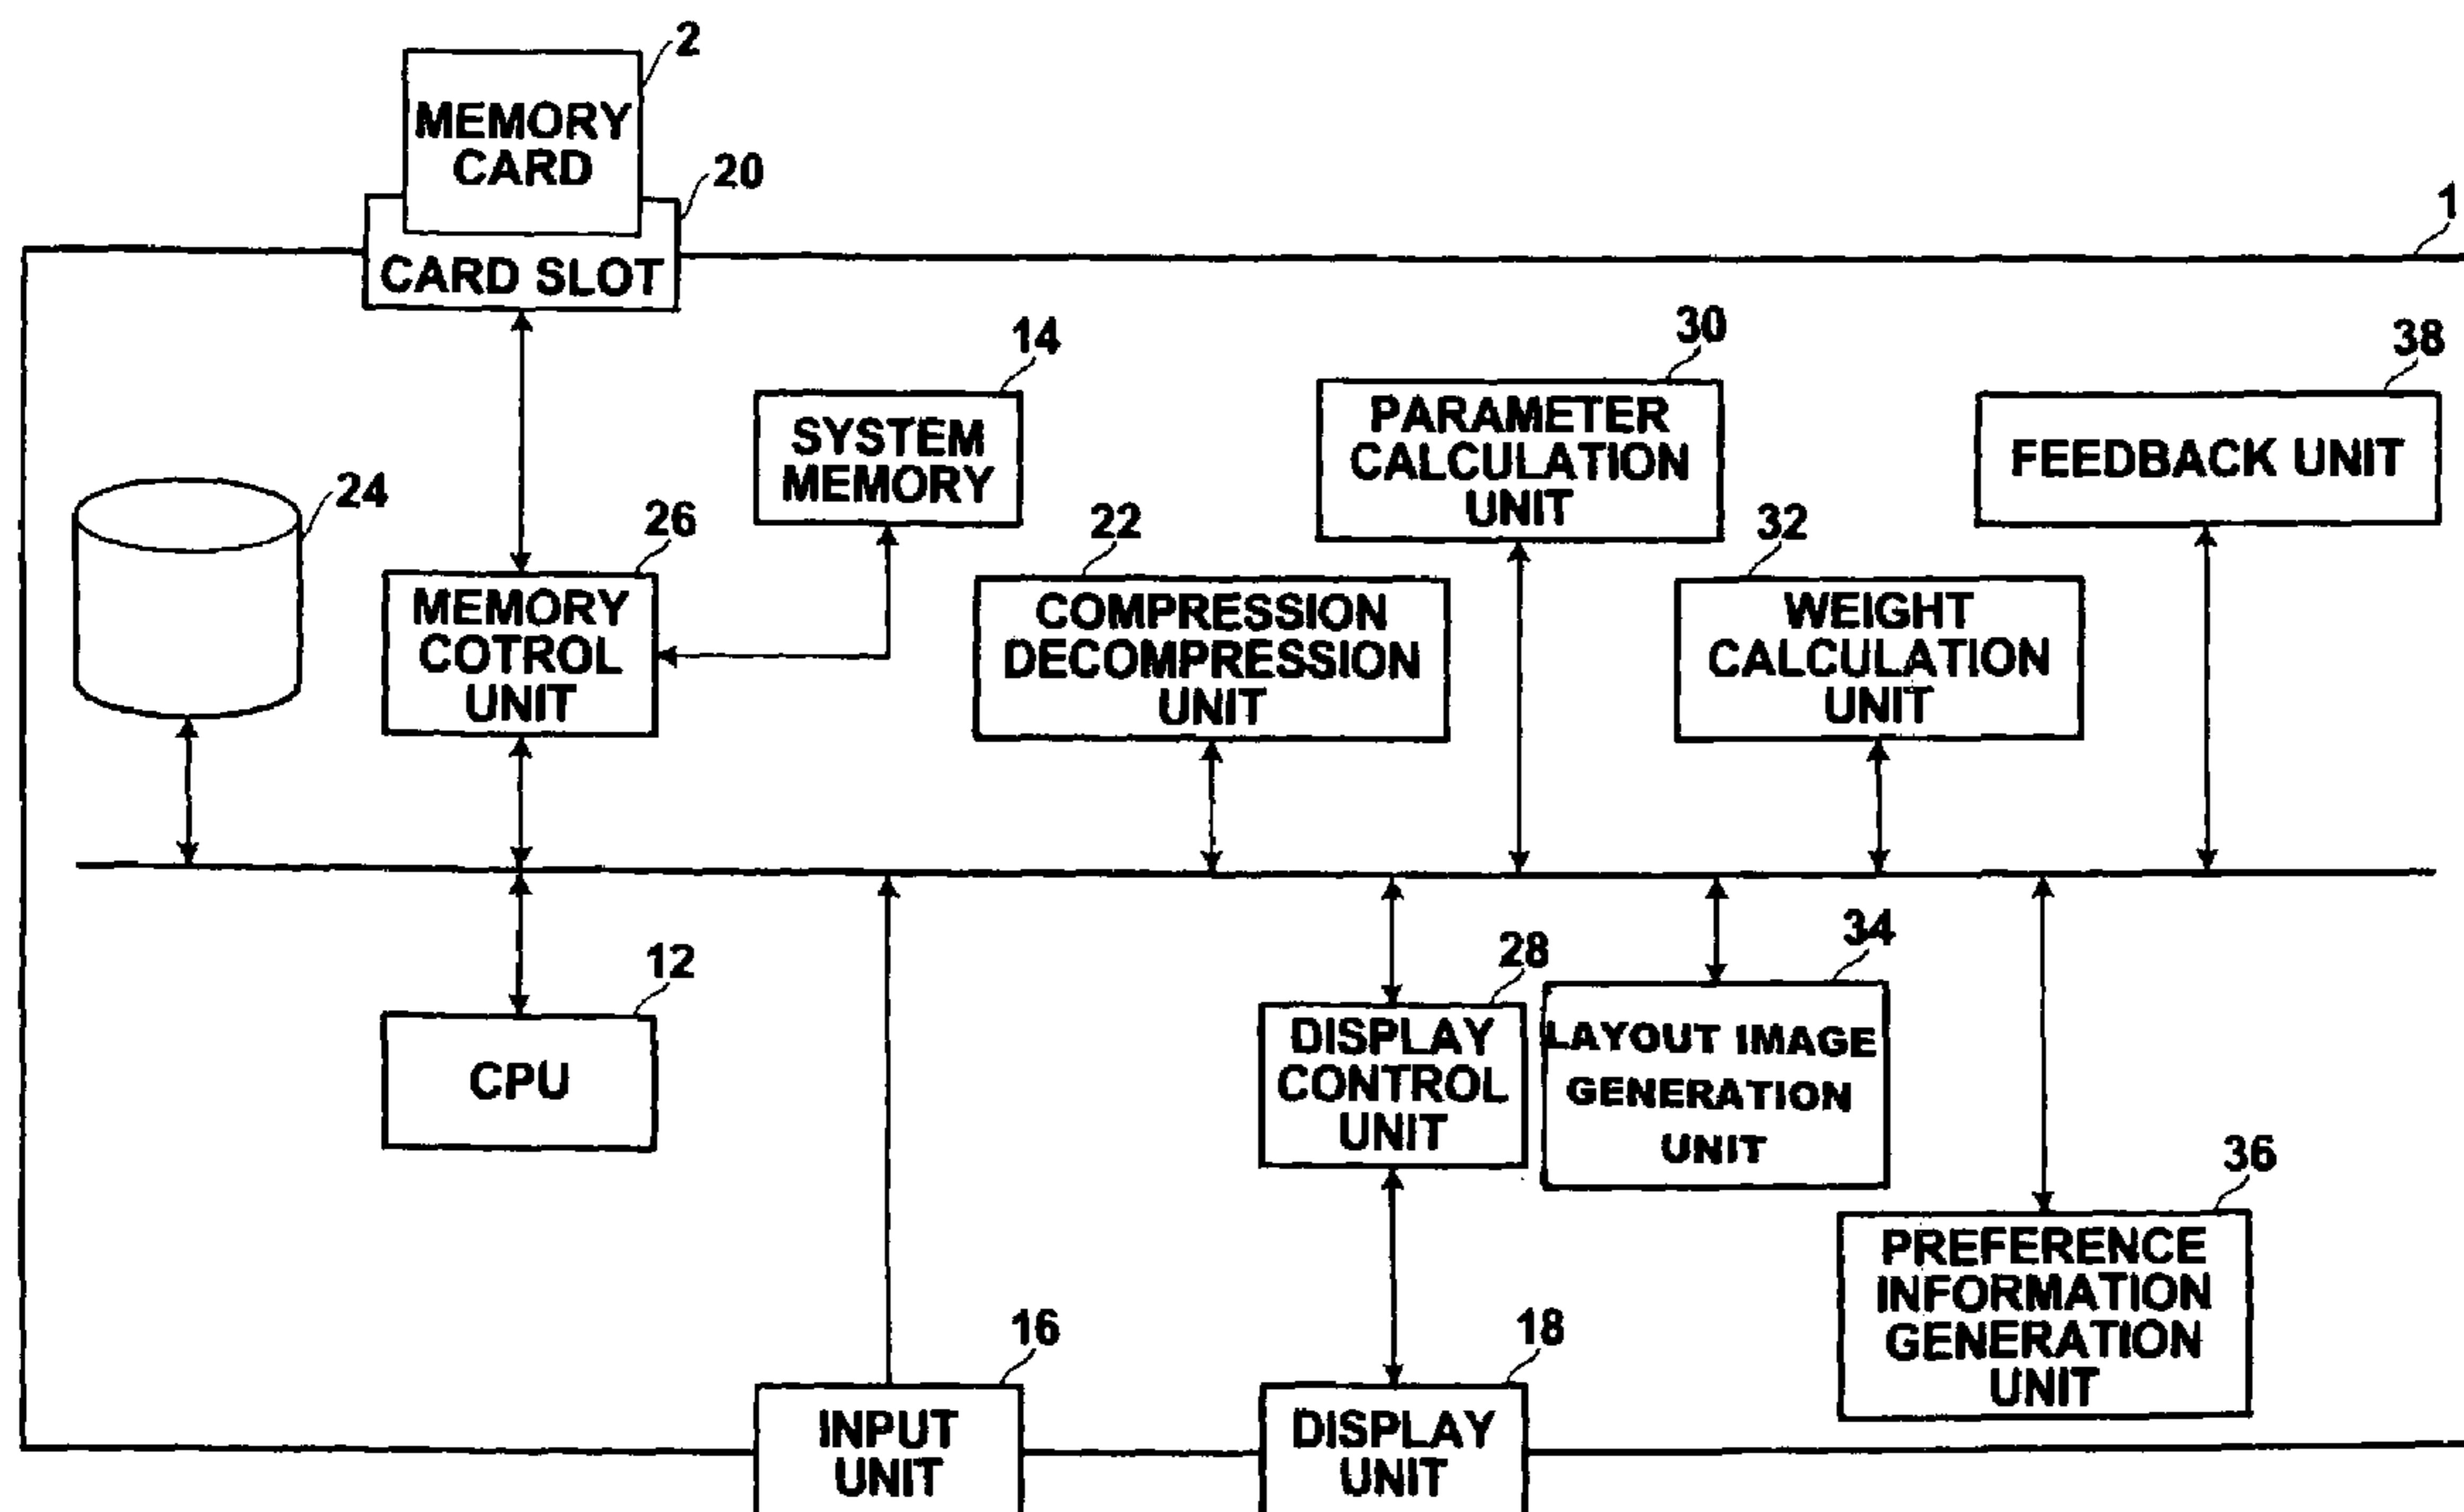 2
MEMORY
CARD
20
CARD SLOT
1
14
SYSTEM
MEMORY
30
PARAMETER
CALCULATION
UNIT
38
FEEDBACK UNIT
24
26
MEMORY
COTROL
UNIT
22
COMPRESSION
DECOMPRESSION
UNIT
32
WEIGHT
CALCULATION
UNIT
12
CPU
28
DISPLAY
CONTROL
UNIT
34
LAYOUT IMAGE
GENERATION
UNIT
36
PREFERENCE
INFORMATION
GENERATION
UNIT
16
INPUT
UNIT
18
DISPLAY
UNIT